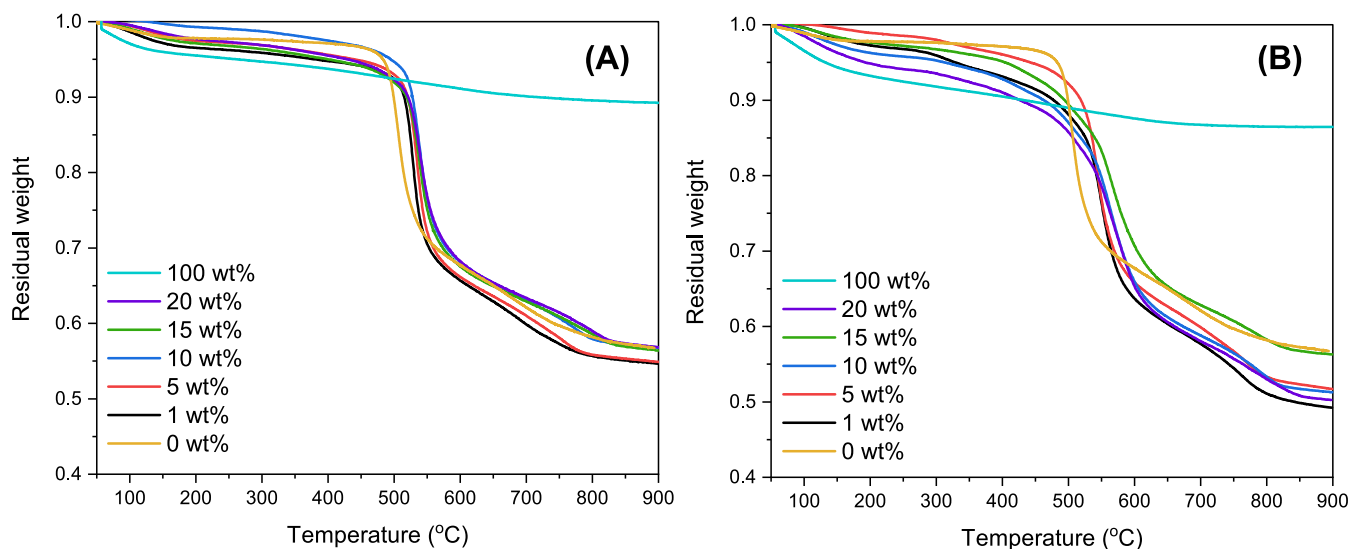 (A)
1.0
0.9
0.8
0.7
0.6
0.5
0.4
Residual weight
100 wt%
20 wt%
15 wt%
10 wt%
5 wt%
1 wt%
0 wt%
100 200 300 400 500 600 700 800 900
Temperature (°C)
(B)
1.0
0.9
0.8
0.7
0.6
0.5
0.4
Residual weight
100 wt%
20 wt%
15 wt%
10 wt%
5 wt%
1 wt%
0 wt%
100 200 300 400 500 600 700 800 900
Temperature (°C)